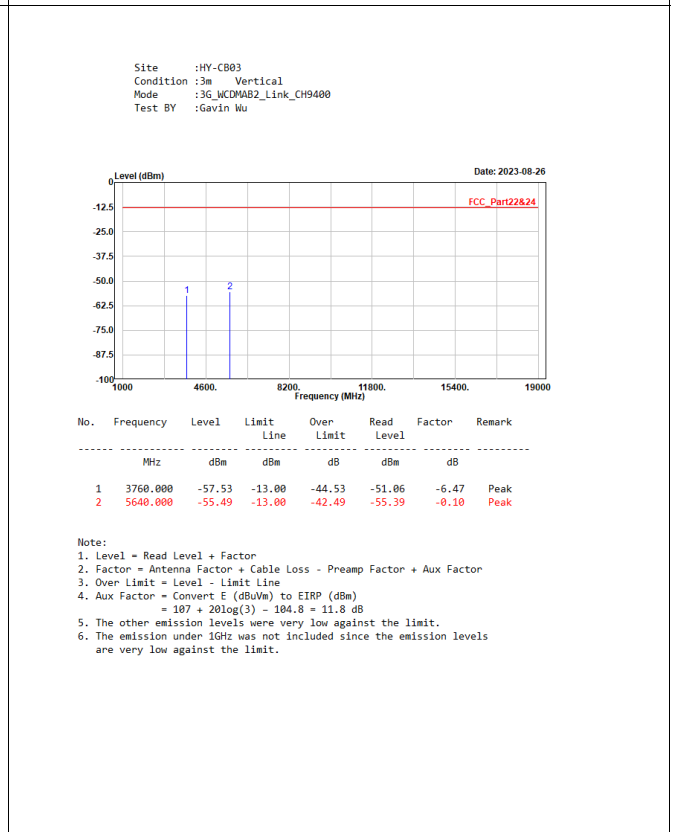 Site :HY-CB03
Condition :3m Vertical
Mode :3G_WCDMAB2_Link_CH9400
Test BY :Gavin Wu
Level (dBm) Date: 2023-08-26
0
FCC_Part22&24
-12.5
-25.0
-37.5
-50.0
1 2
-62.5
-75.0
-87.5
-100
1000 4600. 8200. 11800. 15400. 19000
Frequency (MHz)
No. Frequency Level Limit Over Read Factor Remark
Line Limit Level
------ ----------- -------- --------- --------- --------- -------- ---------
MHz dBm dBm dB dBm dB
1 3760.000 -57.53 -13.00 -44.53 -51.06 -6.47 Peak
2 5640.000 -55.49 -13.00 -42.49 -55.39 -0.10 Peak
Note:
1. Level = Read Level + Factor
2. Factor = Antenna Factor + Cable Loss - Preamp Factor + Aux Factor
3. Over Limit = Level - Limit Line
4. Aux Factor = Convert E (dBuVm) to EIRP (dBm)
= 107 + 20log(3) – 104.8 = 11.8 dB
5. The other emission levels were very low against the limit.
6. The emission under 1GHz was not included since the emission levels
are very low against the limit.